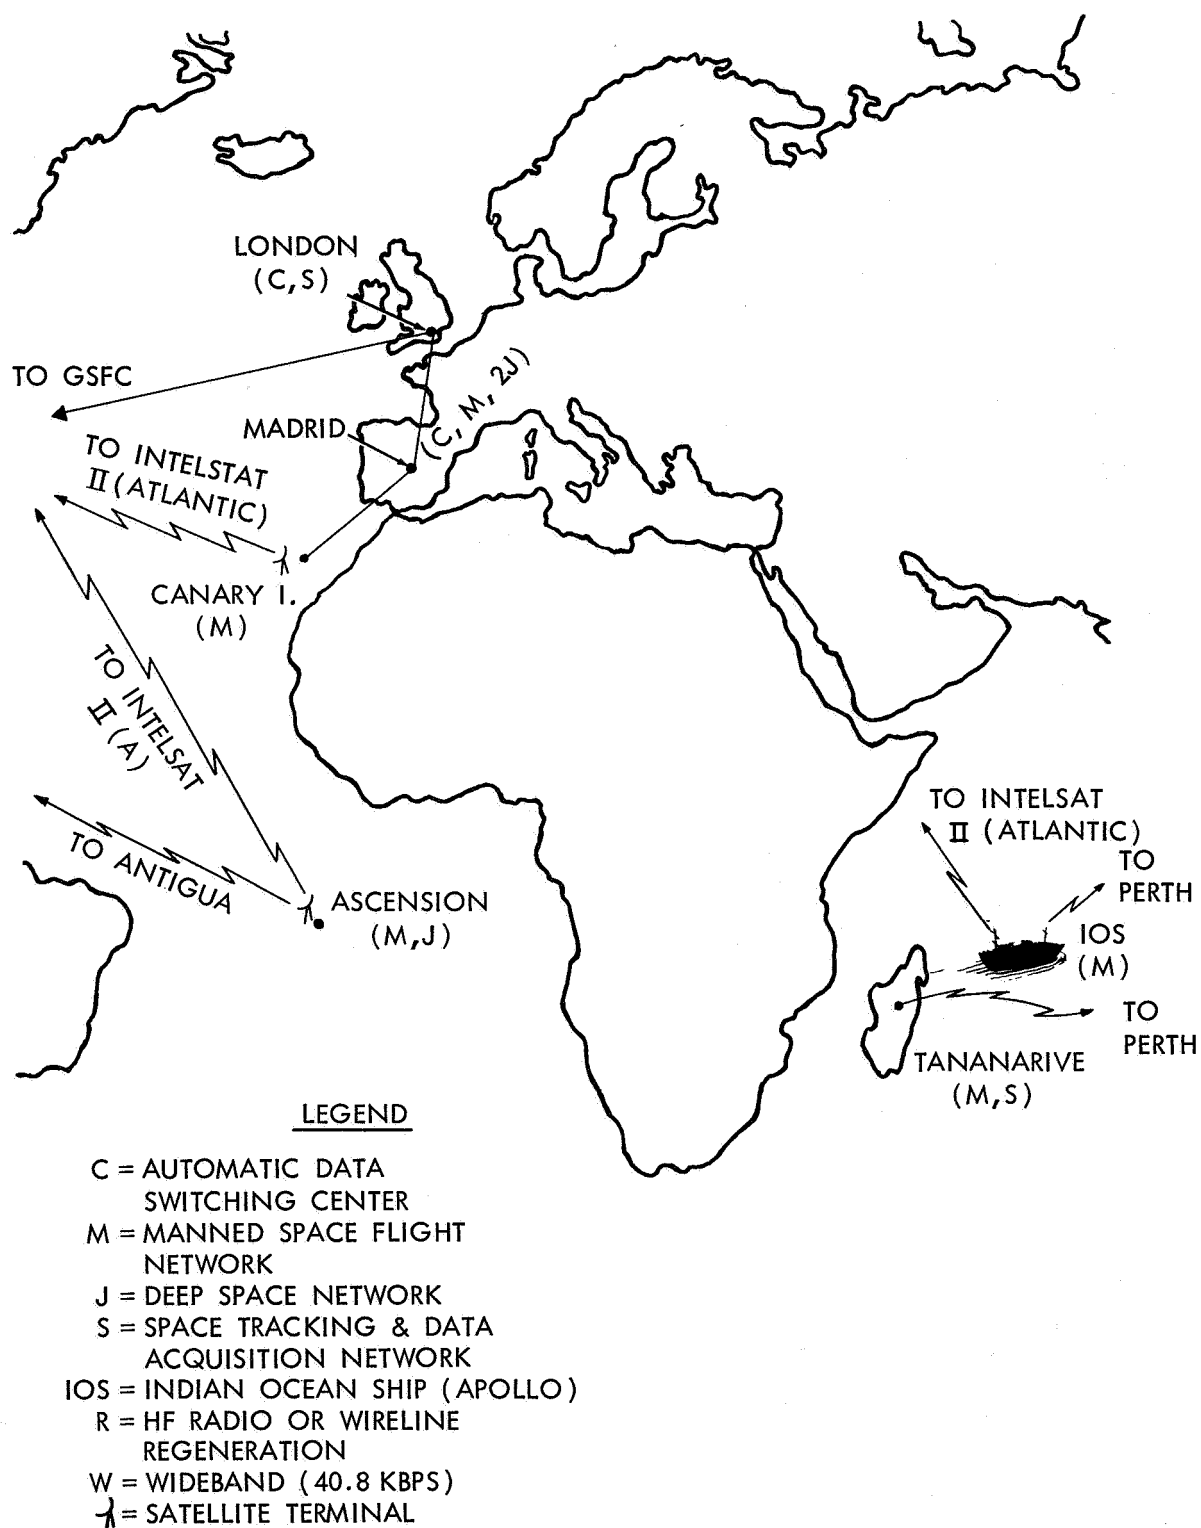 LONDON
(C,S)
TO GSFC
MADRID
(C, M, 2J)
TO INTELSTAT
II (ATLANTIC)
CANARY I.
(M)
TO INTELSAT
II (A)
TO ANTIGUA
ASCENSION
(M,J)
TO INTELSAT
II (ATLANTIC)
TO
PERTH
IOS
(M)
TO
PERTH
TANANARIVE
(M,S)
LEGEND
C = AUTOMATIC DATA
SWITCHING CENTER
M = MANNED SPACE FLIGHT
NETWORK
J = DEEP SPACE NETWORK
S = SPACE TRACKING & DATA
ACQUISITION NETWORK
IOS = INDIAN OCEAN SHIP (APOLLO)
R = HF RADIO OR WIRELINE
REGENERATION
W = WIDEBAND (40.8 KBPS)
= SATELLITE TERMINAL